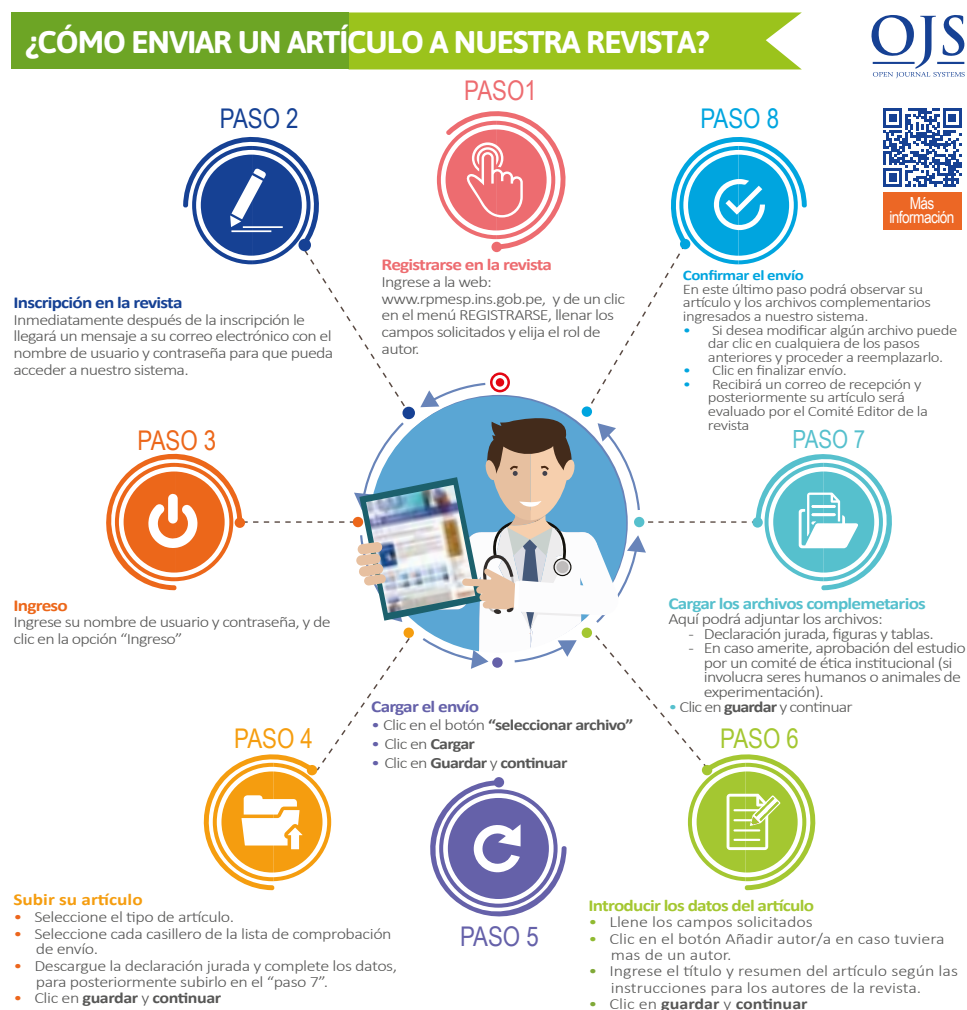 ¿CÓMO ENVIAR UN ARTÍCULO A NUESTRA REVISTA?
OJS
OPEN JOURNAL SYSTEMS
Más
información
PASO1
Registrarse en la revista
Ingrese a la web:
www.rpmesp.ins.gob.pe, y de un clic
en el menú REGISTRARSE, llenar los
campos solicitados y elija el rol de
autor.
PASO 2
Inscripción en la revista
Inmediatamente después de la inscripción le
llegará un mensaje a su correo electrónico con el
nombre de usuario y contraseña para que pueda
acceder a nuestro sistema.
PASO 3
Ingreso
Ingrese su nombre de usuario y contraseña, y de
clic en la opción “Ingreso”
PASO 4
Subir su artículo
• Seleccione el tipo de artículo.
• Seleccione cada casillero de la lista de comprobación
de envío.
• Descargue la declaración jurada y complete los datos,
para posteriormente subirlo en el “paso 7”.
• Clic en guardar y continuar
Cargar el envío
• Clic en el botón “seleccionar archivo”
• Clic en Cargar
• Clic en Guardar y continuar
PASO 5
PASO 6
Introducir los datos del artículo
• Llene los campos solicitados
• Clic en el botón Añadir autor/a en caso tuviera
mas de un autor.
• Ingrese el título y resumen del artículo según las
instrucciones para los autores de la revista.
• Clic en guardar y continuar
PASO 7
Cargar los archivos complemetarios
Aquí podrá adjuntar los archivos:
- Declaración jurada, figuras y tablas.
- En caso amerite, aprobación del estudio
por un comité de ética institucional (si
involucra seres humanos o animales de
experimentación).
• Clic en guardar y continuar
PASO 8
Confirmar el envío
En este último paso podrá observar su
artículo y los archivos complementarios
ingresados a nuestro sistema.
• Si desea modificar algún archivo puede
dar clic en cualquiera de los pasos
anteriores y proceder a reemplazarlo.
• Clic en finalizar envío.
• Recibirá un correo de recepción y
posteriormente su artículo será
evaluado por el Comité Editor de la
revista